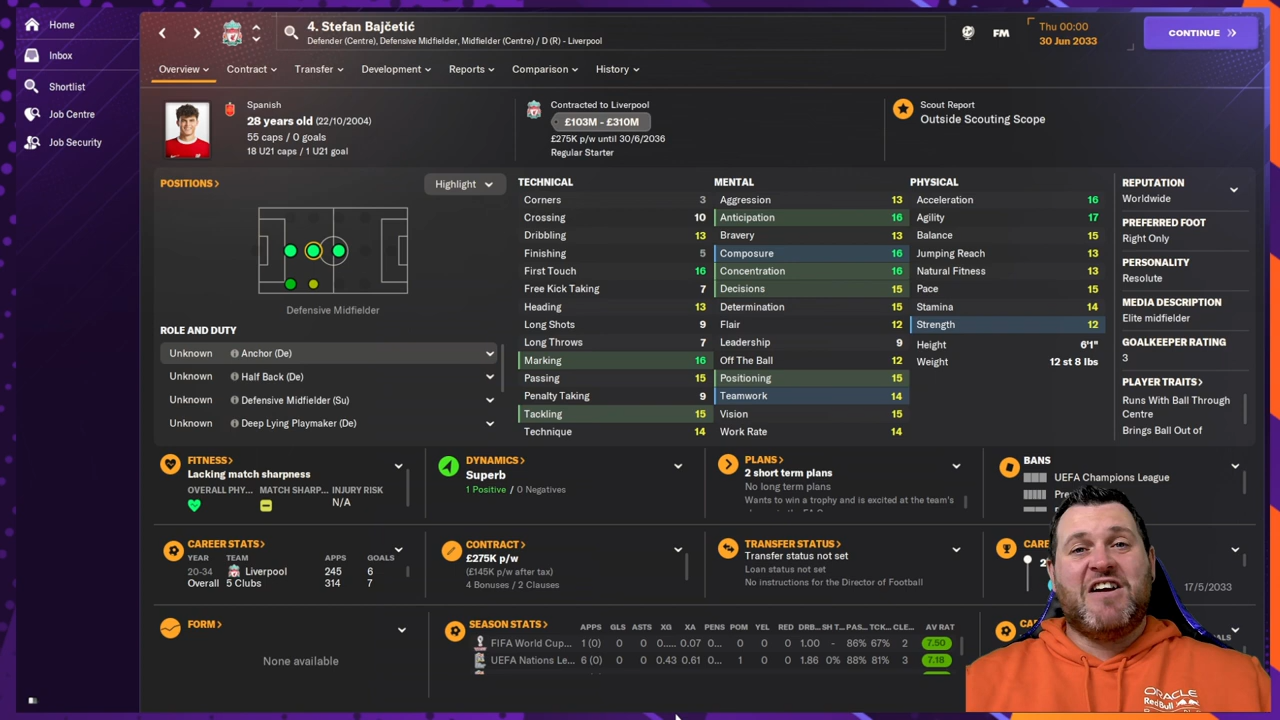 Home
Inbox
Shortlist
Job Centre
Job Security
4. Stefan Bajčetić
Defender (Centre), Defensive Midfielder, Midfielder (Centre) / D (R) - Liverpool
FM
Thu 00:00
30 Jun 2033
CONTINUE
Overview
Contract
Transfer
Development
Reports
Comparison
History
Spanish
28 years old (22/10/2004)
55 caps / 0 goals
18 U21 caps / 1 U21 goal
Contracted to Liverpool
£103M - £310M
£275K p/w until 30/6/2036
Regular Starter
Scout Report
Outside Scouting Scope
POSITIONS>
Highlight
Defensive Midfielder
ROLE AND DUTY
Unknown Anchor (De)
Unknown Half Back (De)
Unknown Defensive Midfielder (Su)
Unknown Deep Lying Playmaker (De)
TECHNICAL
Corners 3
Crossing 10
Dribbling 13
Finishing 5
First Touch 16
Free Kick Taking 7
Heading 13
Long Shots 9
Long Throws 7
Marking 16
Passing 15
Penalty Taking 9
Tackling 15
Technique 14
MENTAL
Aggression 13
Anticipation 16
Bravery 13
Composure 16
Concentration 16
Decisions 15
Determination 15
Flair 12
Leadership 9
Off The Ball 12
Positioning 15
Teamwork 14
Vision 15
Work Rate 14
PHYSICAL
Acceleration 16
Agility 17
Balance 15
Jumping Reach 13
Natural Fitness 13
Pace 15
Stamina 14
Strength 12
Height 6'1"
Weight 12 st 8 lbs
REPUTATION
Worldwide
PREFERRED FOOT
Right Only
PERSONALITY
Resolute
MEDIA DESCRIPTION
Elite midfielder
GOALKEEPER RATING
3
PLAYER TRAITS>
Runs With Ball Through
Centre
Brings Ball Out of
FITNESS>
Lacking match sharpness
OVERALL PHY... MATCH SHARP... INJURY RISK
N/A
DYNAMICS>
Superb
1 Positive / 0 Negatives
PLANS>
2 short term plans
No long term plans
Wants to win a trophy and is excited at the team's
BANS
UEFA Champions League
CAREER STATS>
YEAR TEAM APPS GOALS
20-34 Liverpool 245 6
Overall 5 Clubs 314 7
CONTRACT>
£275K p/w
(£145K p/w after tax)
4 Bonuses / 2 Clauses
TRANSFER STATUS>
Transfer status not set
Loan status not set
No instructions for the Director of Football
17/5/2033
FORM>
None available
SEASON STATS>
APPS GLS ASTS XG XA PENS POM YEL RED DRB... SH T... PAS... TCK... CLE... AV RAT
FIFA World Cup... 1 (0) 0 0 0.... 0.07 0... 0 0 0 1.00 - 86% 67% 2 7.50
UEFA Nations Le... 6 (0) 0 0 0.43 0.61 0... 1 0 0 1.86 0% 88% 81% 3 7.18
ORACLE
Red Bull